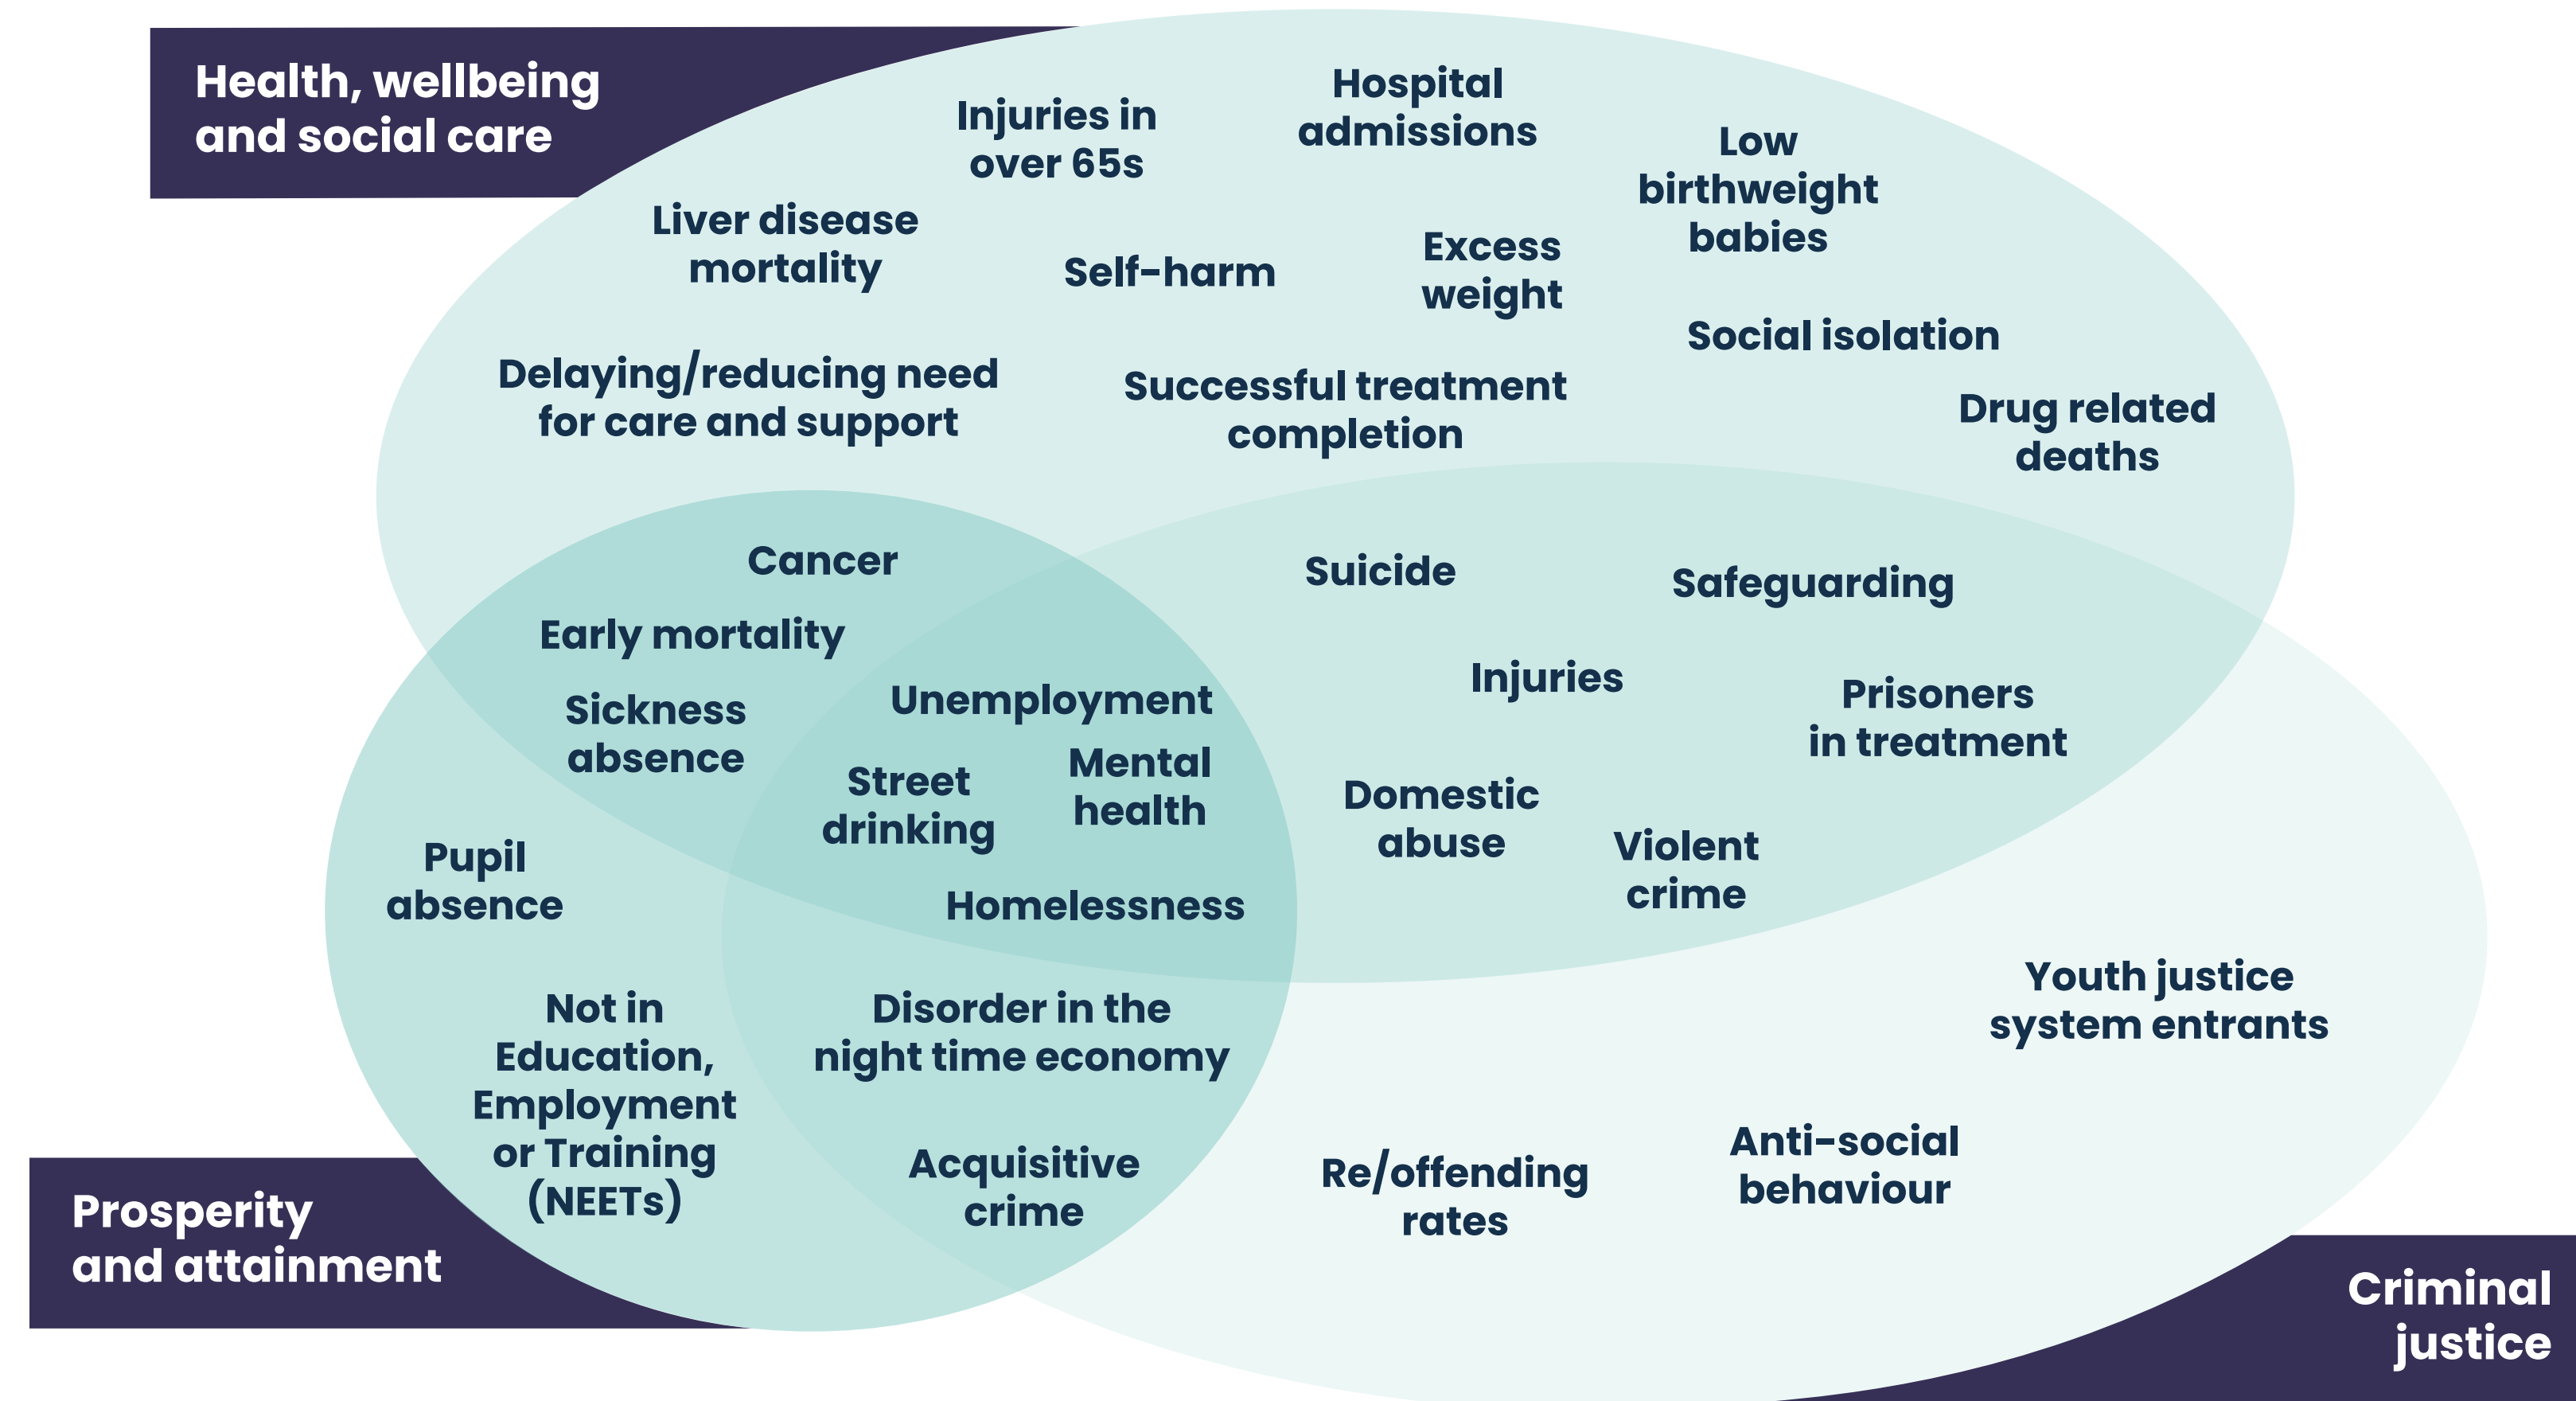 Health, wellbeing
and social care
Injuries in
over 65s
Hospital
admissions
Low
birthweight
babies
Liver disease
mortality
Self-harm
Excess
weight
Social isolation
Delaying/reducing need
for care and support
Successful treatment
completion
Drug related
deaths
Cancer
Early mortality
Sickness
absence
Suicide
Safeguarding
Injuries
Prisoners
in treatment
Domestic
abuse
Violent
crime
Unemployment
Street
drinking
Mental
health
Homelessness
Pupil
absence
Not in
Education,
Employment
or Training
(NEETs)
Disorder in the
night time economy
Acquisitive
crime
Youth justice
system entrants
Re/offending
rates
Anti-social
behaviour
Prosperity
and attainment
Criminal
justice